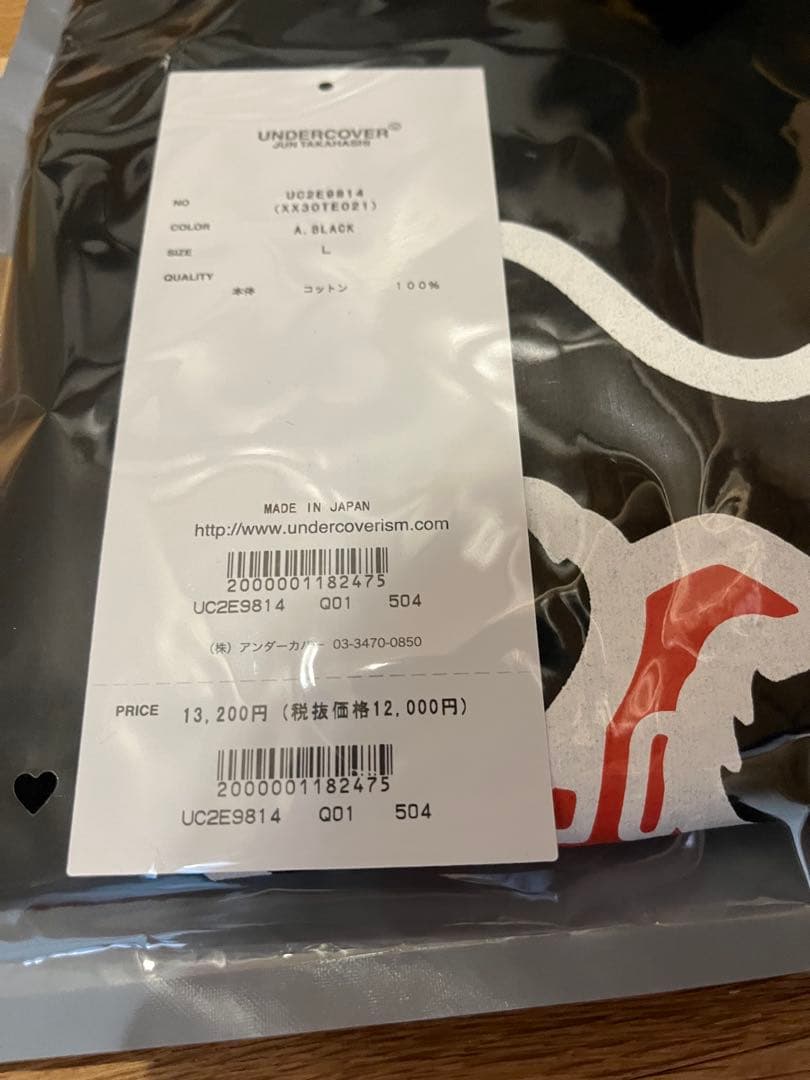 UNDERCOVER®
JUN TAKAHASHI
NO UC2E9814
(XX30TE021)
COLOR A.BLACK
SIZE L
QUALITY
本体 コットン 100%
MADE IN JAPAN
http://www.undercoverism.com
2000001182475
UC2E9814 Q01 504
(株) アンダーカバー 03-3470-0850
PRICE 13,200円 (税抜価格12,000円)
2000001182475
UC2E9814 Q01 504